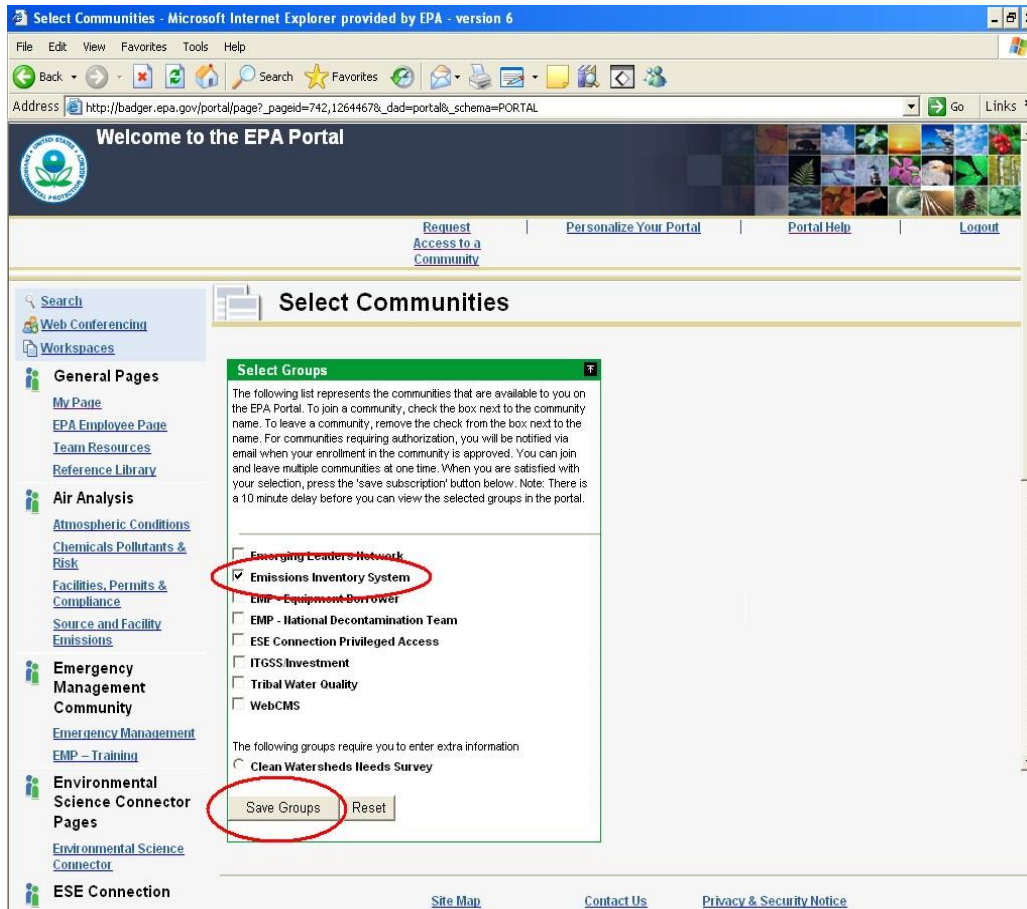 Select Communities - Microsoft Internet Explorer provided by EPA - version 6
File Edit View Favorites Tools Help
Back Search Favorites
Address http://badger.epa.gov/portal/page?_pageid=742,1264467&_dad=portal&_schema=PORTAL Go Links
Welcome to the EPA Portal
Request Access to a Community | Personalize Your Portal | Portal Help | Logout
Search
Web Conferencing
Workspaces
General Pages
My Page
EPA Employee Page
Team Resources
Reference Library
Air Analysis
Atmospheric Conditions
Chemicals Pollutants &
Risk
Facilities, Permits &
Compliance
Source and Facility
Emissions
Emergency
Management
Community
Emergency Management
EMP – Training
Environmental
Science Connector
Pages
Environmental Science
Connector
ESE Connection
Select Communities
Select Groups
The following list represents the communities that are available to you on
the EPA Portal. To join a community, check the box next to the community
name. To leave a community, remove the check from the box next to the
name. For communities requiring authorization, you will be notified via
email when your enrollment in the community is approved. You can join
and leave multiple communities at one time. When you are satisfied with
your selection, press the 'save subscription' button below. Note: There is
a 10 minute delay before you can view the selected groups in the portal.
Emerging Leaders Network
Emissions Inventory System
EMP - Equipment Borrower
EMP - National Decontamination Team
ESE Connection Privileged Access
ITGSS/Investment
Tribal Water Quality
WebCMS
The following groups require you to enter extra information
Clean Watersheds Needs Survey
Save Groups Reset
Site Map Contact Us Privacy & Security Notice